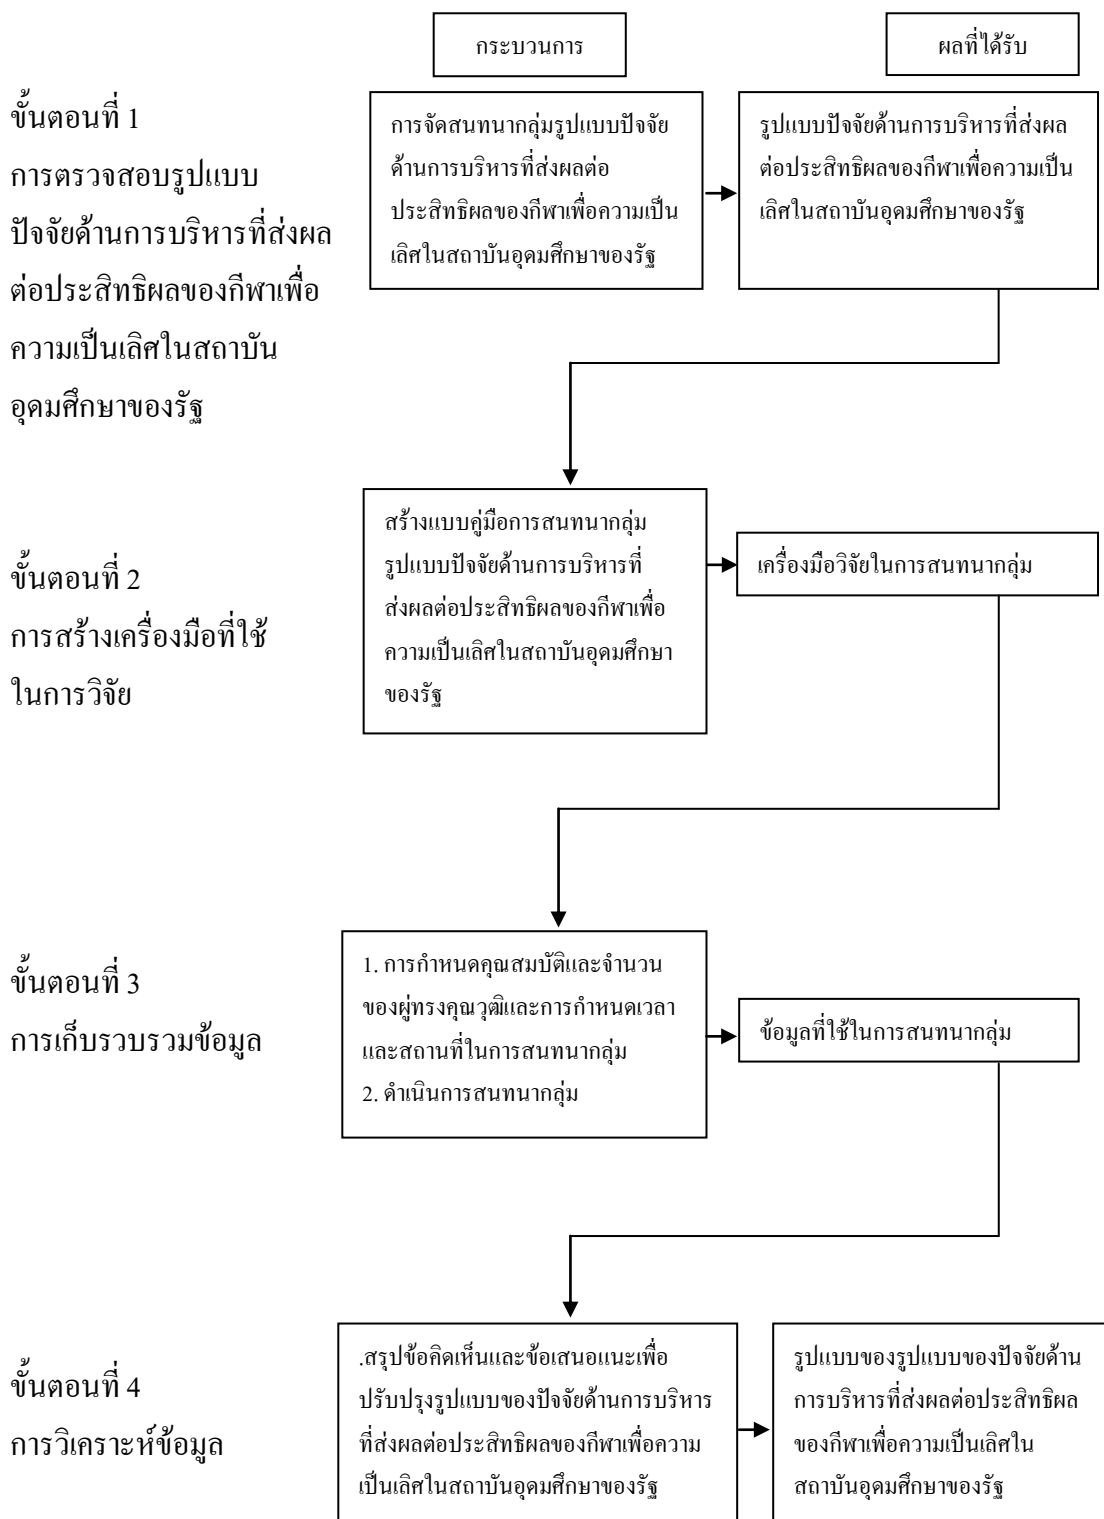 กระบวนการ
ผลที่ได้รับ
ขั้นตอนที่ 1
การตรวจสอบรูปแบบ
ปัจจัยด้านการบริหารที่ส่งผล
ต่อประสิทธิผลของกีฬาเพื่อ
ความเป็นเลิศในสถาบัน
อุดมศึกษาของรัฐ
การจัดสนทนากลุ่มรูปแบบปัจจัย
ด้านการบริหารที่ส่งผลต่อ
ประสิทธิผลของกีฬาเพื่อความเป็น
เลิศในสถาบันอุดมศึกษาของรัฐ
รูปแบบปัจจัยด้านการบริหารที่ส่งผล
ต่อประสิทธิผลของกีฬาเพื่อความเป็น
เลิศในสถาบันอุดมศึกษาของรัฐ
ขั้นตอนที่ 2
การสร้างเครื่องมือที่ใช้
ในการวิจัย
สร้างแบบคู่มือการสนทนากลุ่ม
รูปแบบปัจจัยด้านการบริหารที่
ส่งผลต่อประสิทธิผลของกีฬาเพื่อ
ความเป็นเลิศในสถาบันอุดมศึกษา
ของรัฐ
เครื่องมือวิจัยในการสนทนากลุ่ม
ขั้นตอนที่ 3
การเก็บรวบรวมข้อมูล
1. การกำหนดคุณสมบัติและจำนวน
ของผู้ทรงคุณวุฒิและการกำหนดเวลา
และสถานที่ในการสนทนากลุ่ม
2. ดำเนินการสนทนากลุ่ม
ข้อมูลที่ใช้ในการสนทนากลุ่ม
ขั้นตอนที่ 4
การวิเคราะห์ข้อมูล
.สรุปข้อคิดเห็นและข้อเสนอแนะเพื่อ
ปรับปรุงรูปแบบของปัจจัยด้านการบริหาร
ที่ส่งผลต่อประสิทธิผลของกีฬาเพื่อความ
เป็นเลิศในสถาบันอุดมศึกษาของรัฐ
รูปแบบของรูปแบบของปัจจัยด้าน
การบริหารที่ส่งผลต่อประสิทธิผล
ของกีฬาเพื่อความเป็นเลิศใน
สถาบันอุดมศึกษาของรัฐ